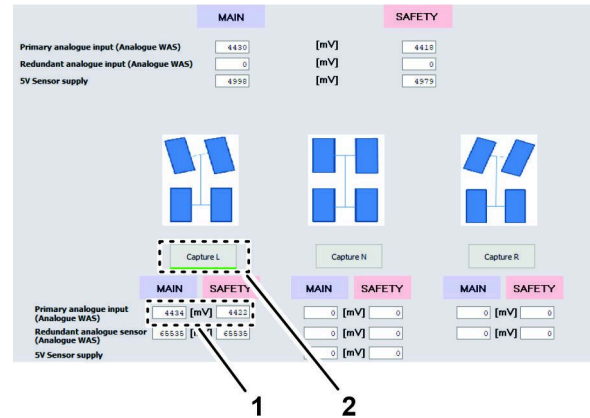 MAIN SAFETY
Primary analogue input (Analogue WAS) 4430 [mV] 4418
Redundant analogue input (Analogue WAS) 0 [mV] 0
5V Sensor supply 4998 [mV] 4979
Capture L Capture N Capture R
MAIN SAFETY MAIN SAFETY MAIN SAFETY
Primary analogue input
(Analogue WAS) 4434 [mV] 4422 0 [mV] 0 0 [mV] 0
Redundant analogue sensor
(Analogue WAS) 65535 [mV] 65535 0 [mV] 0 0 [mV] 0
5V Sensor supply 0 [mV] 0
1 2